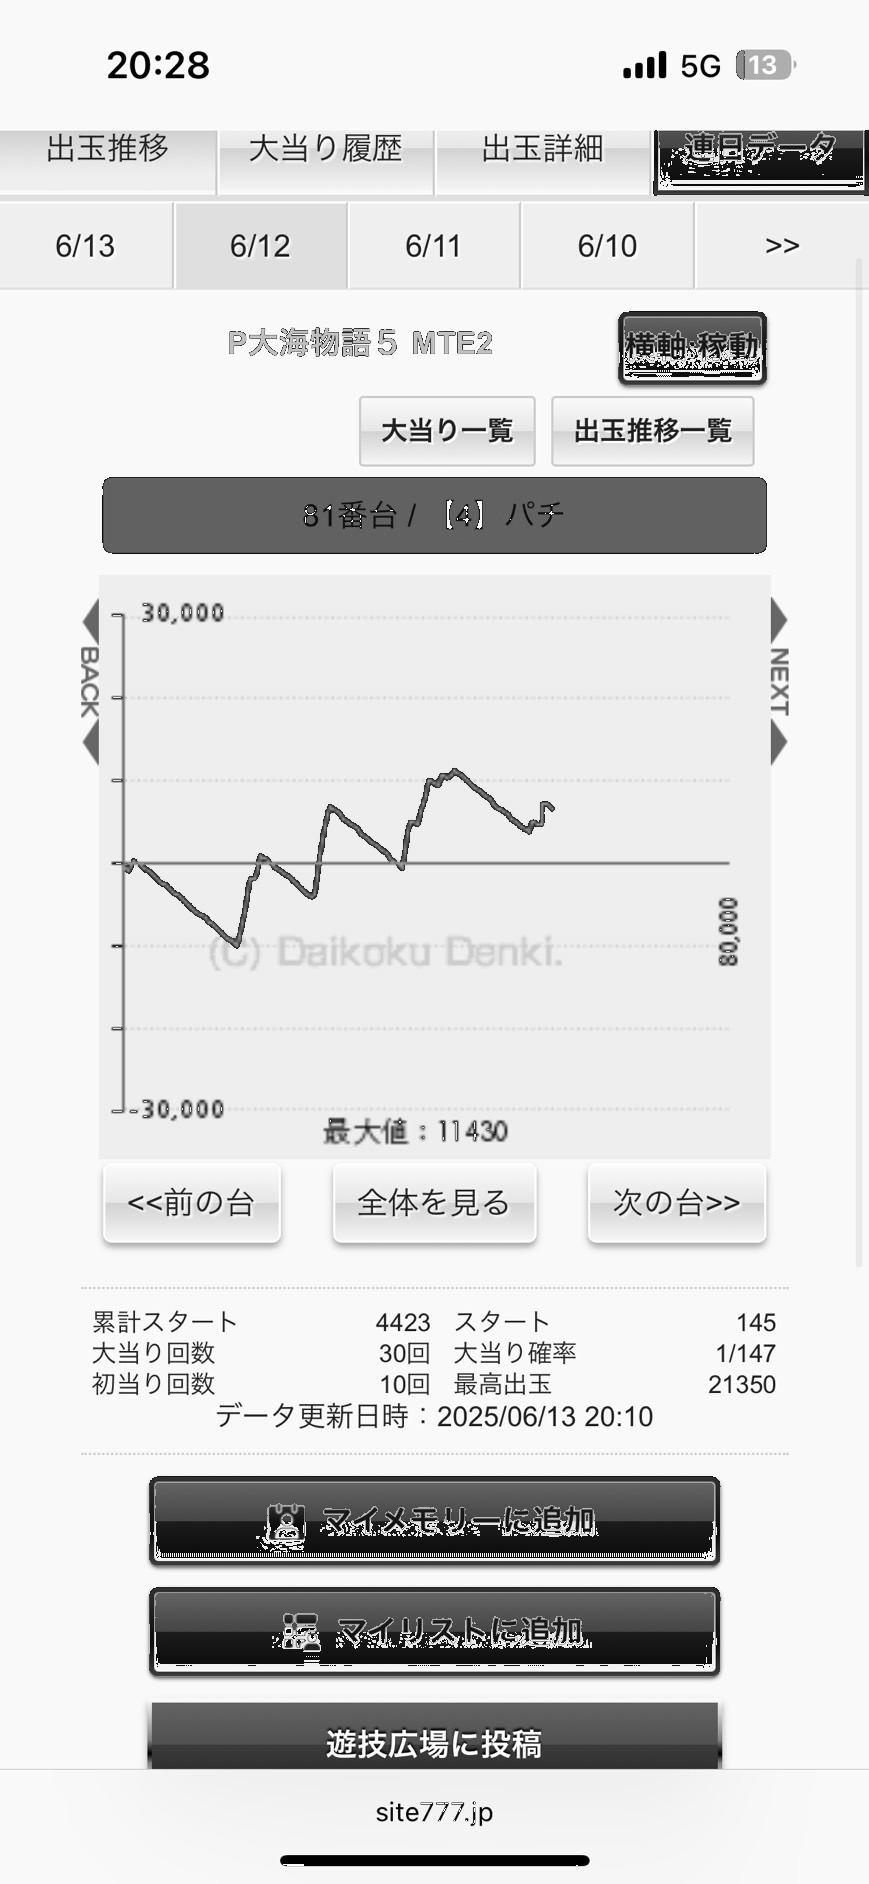 20:28 5G 13
出玉推移 大当り履歴 出玉詳細 連日データ
6/13 6/12 6/11 6/10 >>
P大海物語5 MTE2
横軸:稼動
大当り一覧 出玉推移一覧
81番台 / 【4】パチ
30,000
BACK
NEXT
80,000
(C) Daikoku Denki.
-30,000
最大値：11430
<<前の台 全体を見る 次の台>>
累計スタート 4423 スタート 145
大当り回数 30回 大当り確率 1/147
初当り回数 10回 最高出玉 21350
データ更新日時：2025/06/13 20:10
マイメモリーに追加
マイリストに追加
遊技広場に投稿
site777.jp